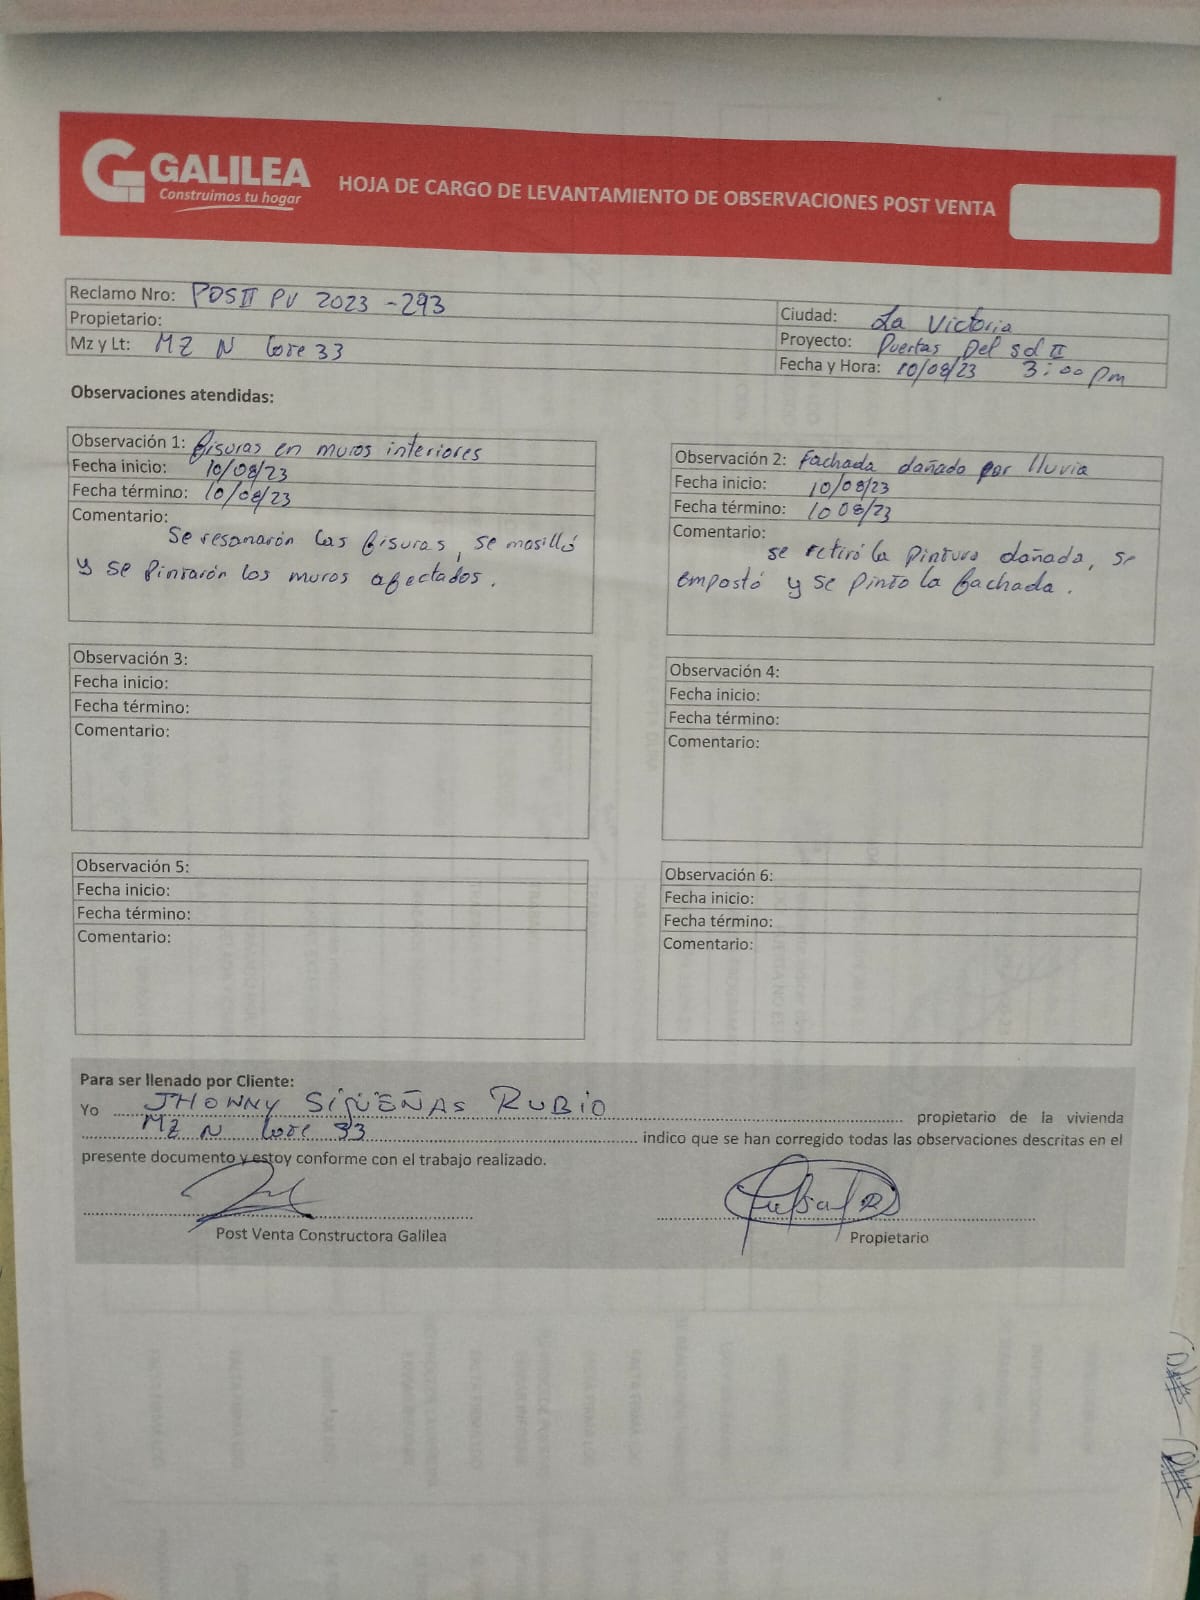 GALILEA
Construimos tu hogar
HOJA DE CARGO DE LEVANTAMIENTO DE OBSERVACIONES POST VENTA
Reclamo Nro: PDSII PV 2023 -293
Propietario:
Mz y Lt: MZ N Lote 33
Ciudad: La Victoria
Proyecto: Puertas Del Sol II
Fecha y Hora: 10/08/23 3:00 pm
Observaciones atendidas:
Observación 1: fisuras en muros interiores
Fecha inicio: 10/08/23
Fecha término: 10/08/23
Comentario:
Se resanarón las fisuras, se masilló
y se Pintarón los muros afectados.
Observación 2: Fachada dañada por lluvia
Fecha inicio: 10/08/23
Fecha término: 10 08/23
Comentario:
se retiró la pintura dañada, se
empastó y se pinto la fachada.
Observación 3:
Fecha inicio:
Fecha término:
Comentario:
Observación 4:
Fecha inicio:
Fecha término:
Comentario:
Observación 5:
Fecha inicio:
Fecha término:
Comentario:
Observación 6:
Fecha inicio:
Fecha término:
Comentario:
Para ser llenado por Cliente:
Yo JHONNY SIGUEÑAS RUBIO propietario de la vivienda
MZ N Lote 33 indico que se han corregido todas las observaciones descritas en el
presente documento y estoy conforme con el trabajo realizado.
Post Venta Constructora Galilea
Propietario